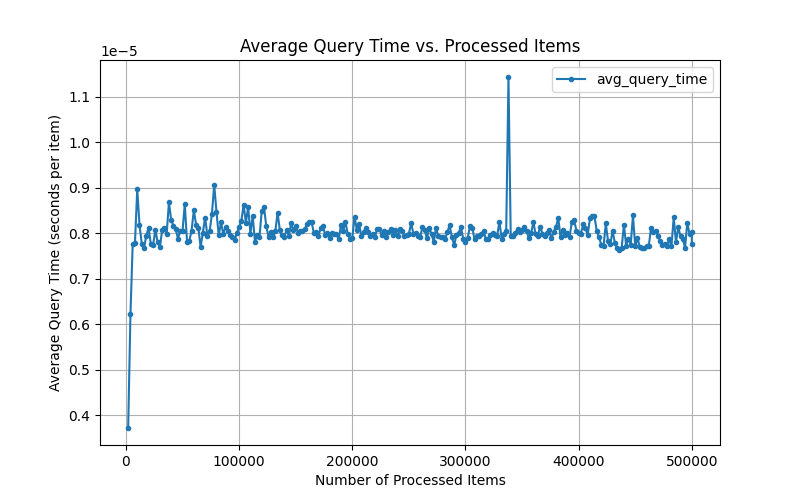 Average Query Time vs. Processed Items
1e−5
avg_query_time
1.1
1.0
0.9
0.8
0.7
0.6
0.5
0.4
Average Query Time (seconds per item)
0 100000 200000 300000 400000 500000
Number of Processed Items